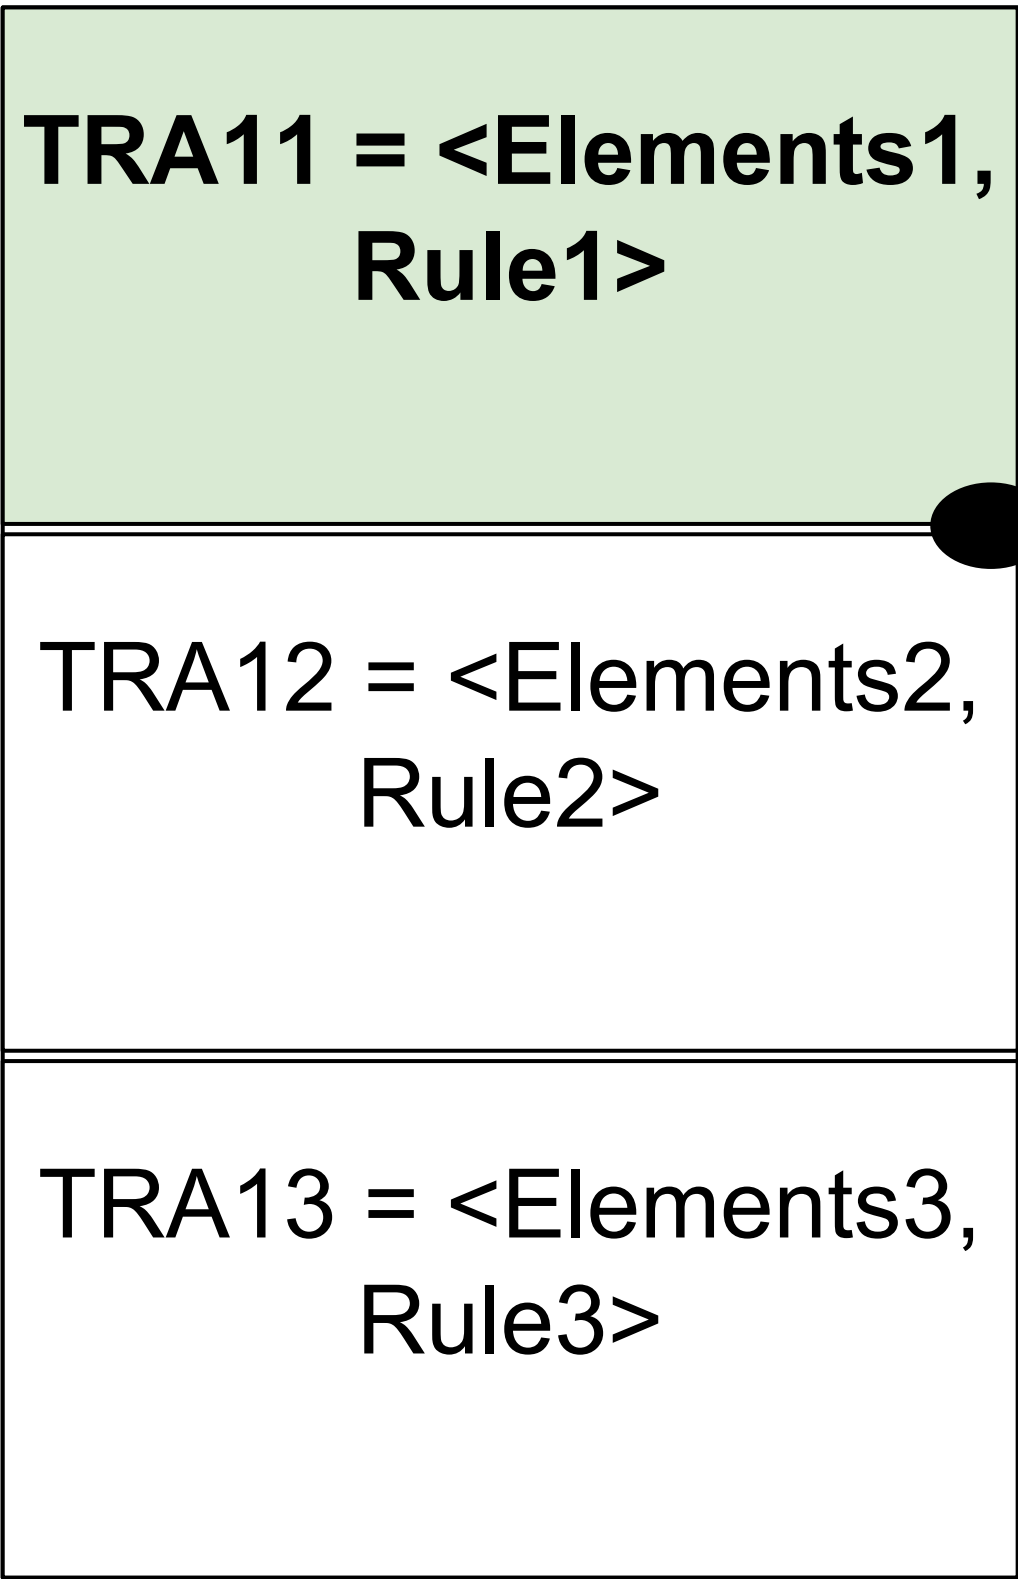 TRA11 = <Elements1,
Rule1>
TRA12 = <Elements2,
Rule2>
TRA13 = <Elements3,
Rule3>